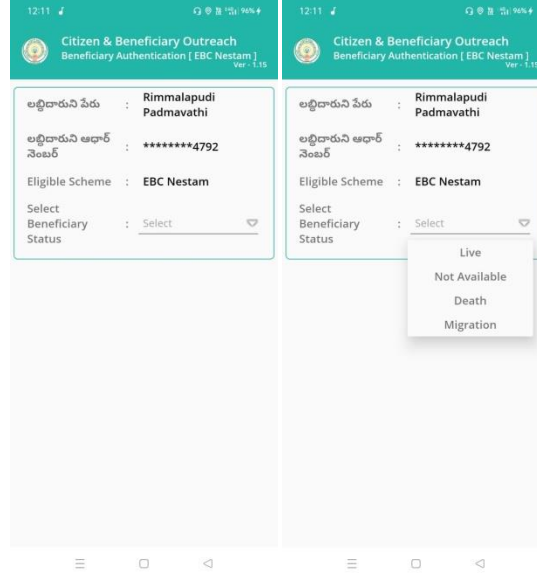 12:11
96%
Citizen & Beneficiary Outreach
Beneficiary Authentication [ EBC Nestam ]
Ver - 1.15
లబ్ధిదారుని పేరు : Rimmalapudi
Padmavathi
లబ్ధిదారుని ఆధార్
నెంబర్ : ********4792
Eligible Scheme : EBC Nestam
Select
Beneficiary : Select
Status
12:11
96%
Citizen & Beneficiary Outreach
Beneficiary Authentication [ EBC Nestam ]
Ver - 1.15
లబ్ధిదారుని పేరు : Rimmalapudi
Padmavathi
లబ్ధిదారుని ఆధార్
నెంబర్ : ********4792
Eligible Scheme : EBC Nestam
Select
Beneficiary : Select
Status
Live
Not Available
Death
Migration